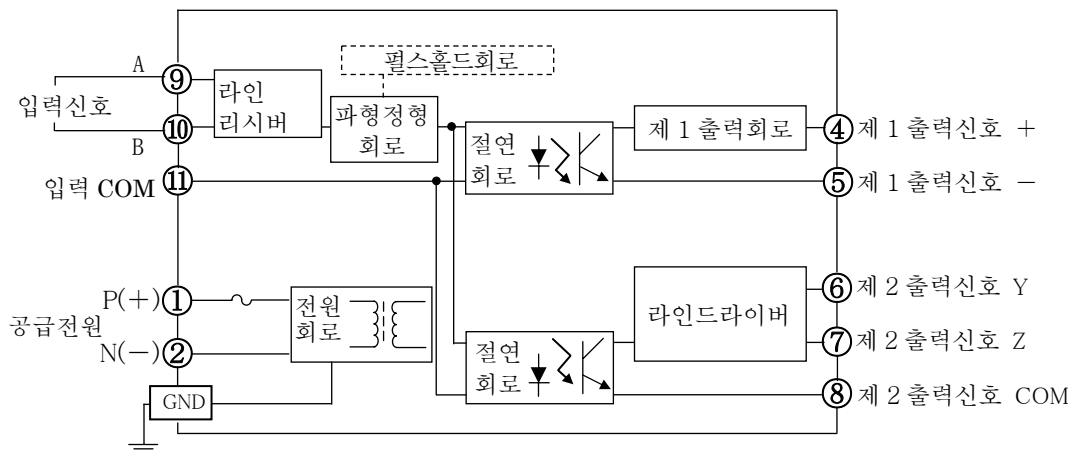 펄스홀드회로
A
⑨
라인
리시버
입력신호
파형정형
회로
⑩
B
입력 COM
⑪
절연
회로
제 1 출력회로
④
제 1 출력신호 +
⑤
제 1 출력신호 －
P(+)
①
공급전원
N(－)
②
전원
회로
GND
절연
회로
라인드라이버
⑥
제 2 출력신호 Y
⑦
제 2 출력신호 Z
⑧
제 2 출력신호 COM